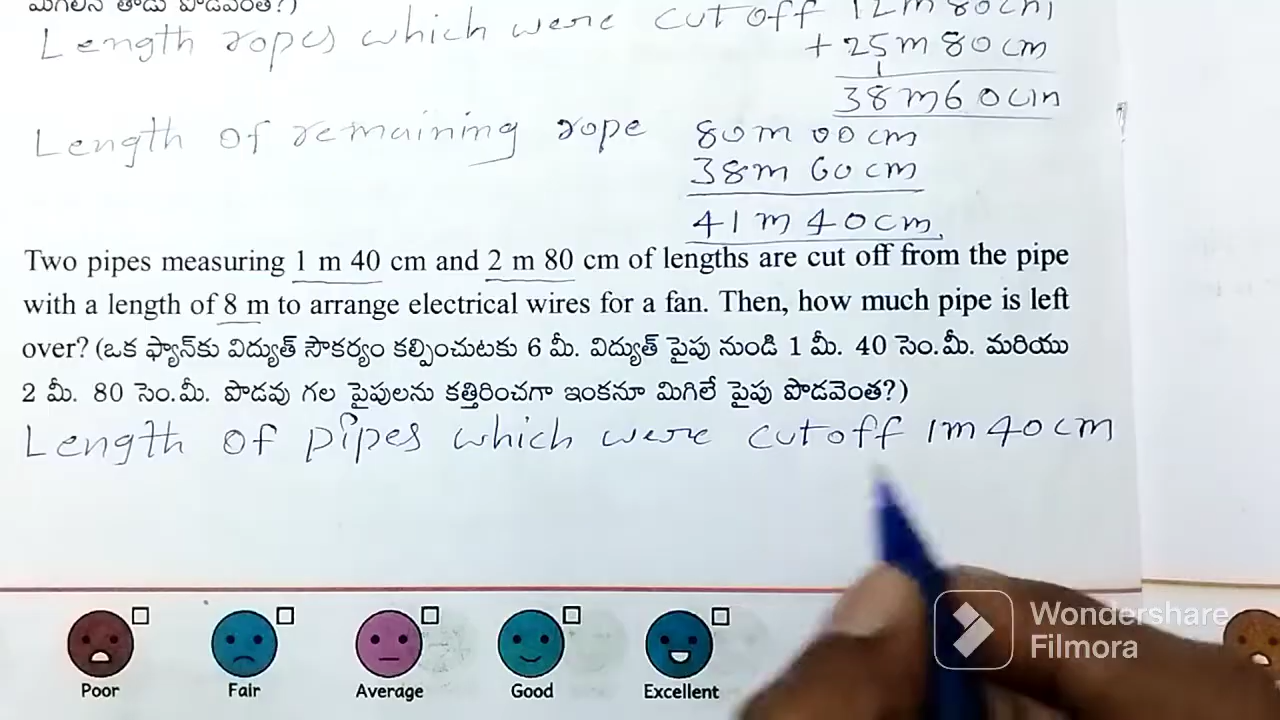 మిగిలిన తాడు పొడవెంత?)
Length ropes which were cut off 12m 80cm
+ 25m 80cm
1
38m60cm
Length of remaining rope 80m 00cm
38m 60cm
41m 40cm.
Two pipes measuring 1 m 40 cm and 2 m 80 cm of lengths are cut off from the pipe
with a length of 8 m to arrange electrical wires for a fan. Then, how much pipe is left
over? (ఒక ఫ్యాన్‌కు విద్యుత్ సౌకర్యం కల్పించుటకు 6 మీ. విద్యుత్ పైపు నుండి 1 మీ. 40 సెం.మీ. మరియు
2 మీ. 80 సెం.మీ. పొడవు గల పైపులను కత్తిరించగా ఇంకనూ మిగిలే పైపు పొడవెంత?)
Length of pipes which were cutoff 1m 40cm
Poor Fair Average Good Excellent
Wondershare
Filmora